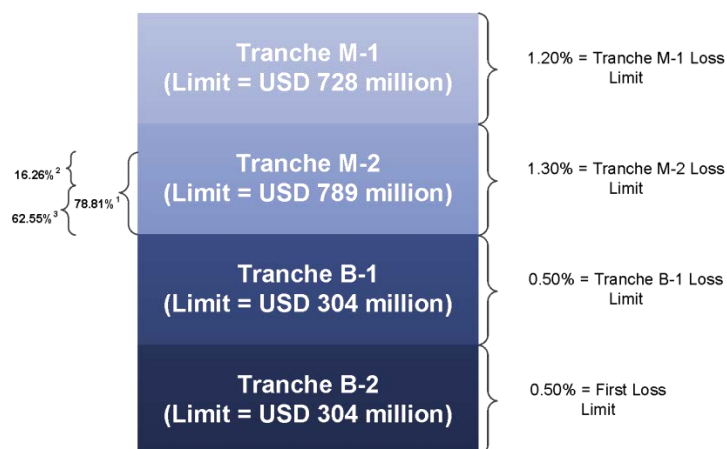 Tranche M-1
(Limit = USD 728 million)
1.20% = Tranche M-1 Loss
Limit
Tranche M-2
(Limit = USD 789 million)
16.26%²
78.81%¹
62.55%³
1.30% = Tranche M-2 Loss
Limit
Tranche B-1
(Limit = USD 304 million)
0.50% = Tranche B-1 Loss
Limit
Tranche B-2
(Limit = USD 304 million)
0.50% = First Loss
Limit